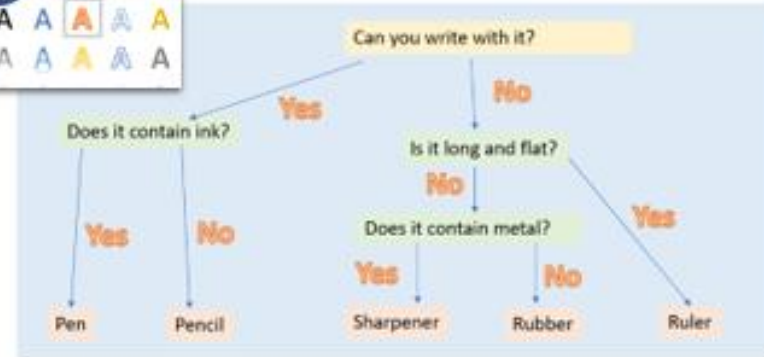 A A A A A
A A A A A
Can you write with it?
Yes
No
Does it contain ink?
Is it long and flat?
No
Yes
No
Does it contain metal?
Yes
Yes
No
Pen
Pencil
Sharpener
Rubber
Ruler